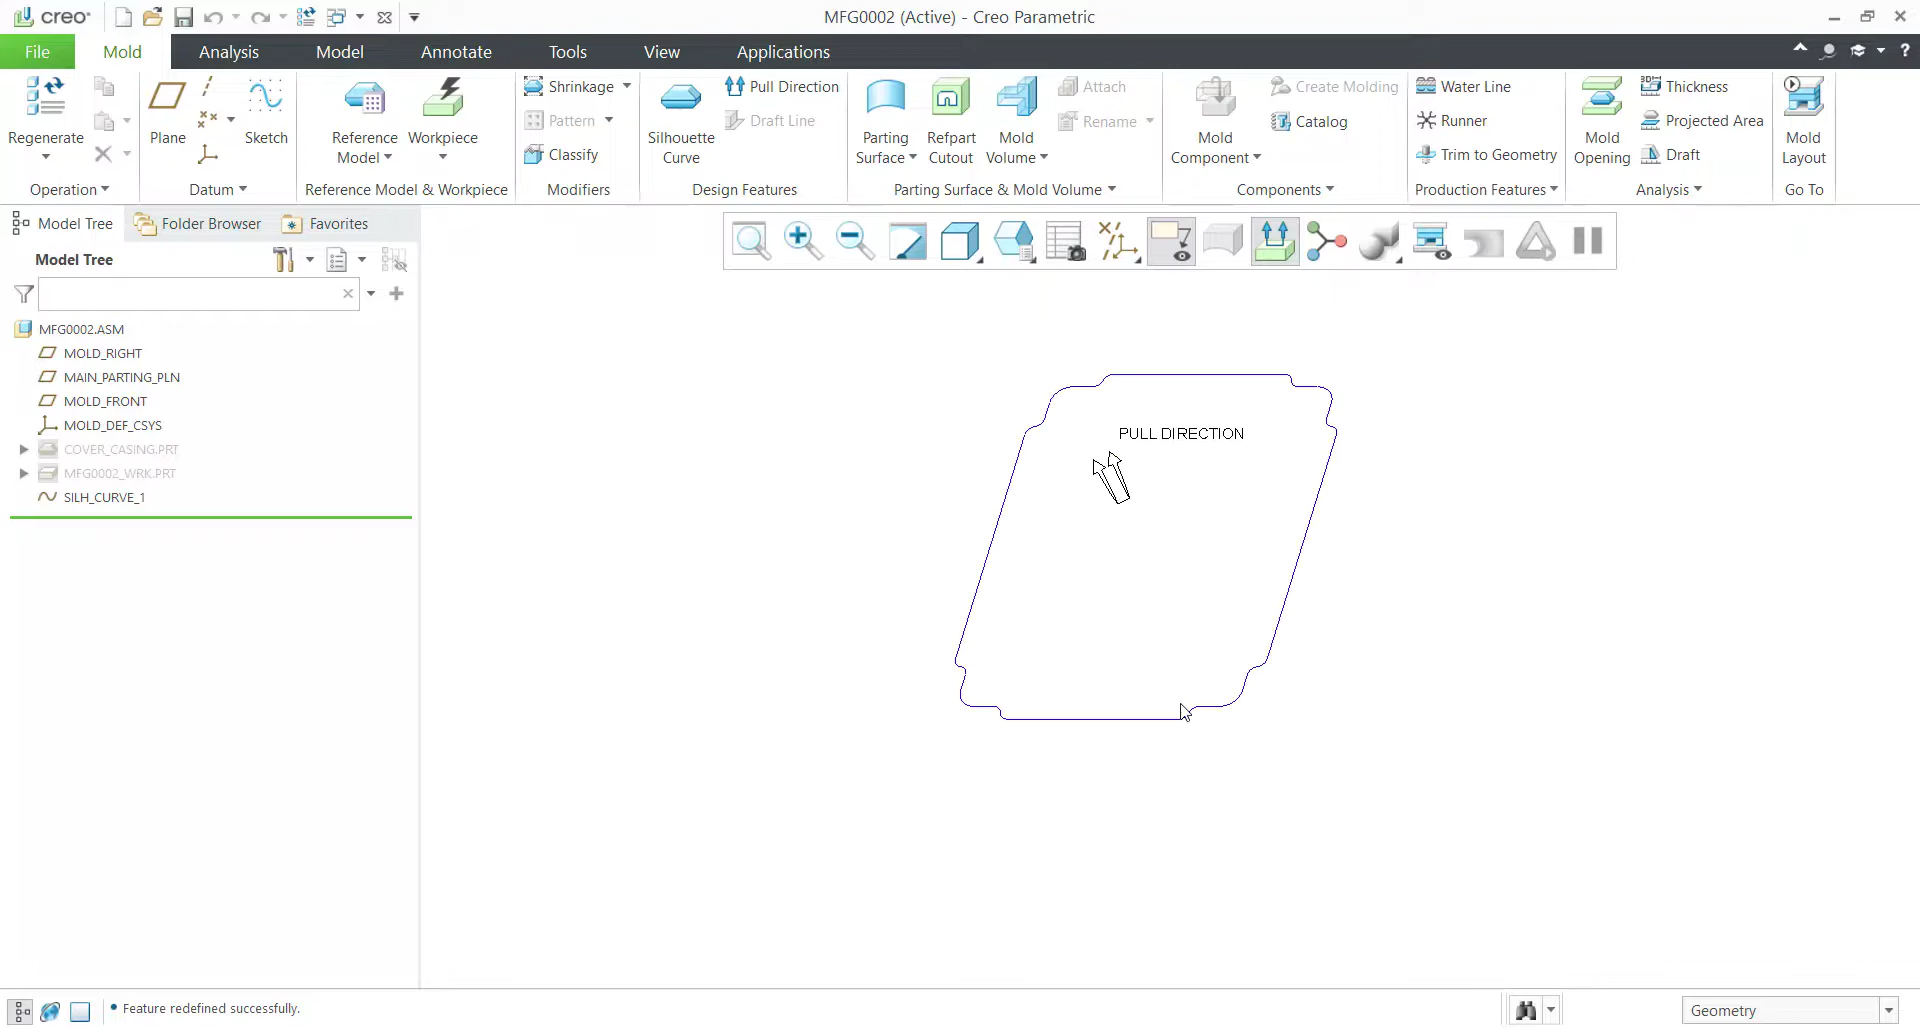 creo
MFG0002 (Active) - Creo Parametric
File
Mold
Analysis
Model
Annotate
Tools
View
Applications
Regenerate
Operation
Plane
Sketch
Datum
Reference
Model
Workpiece
Reference Model & Workpiece
Shrinkage
Pattern
Classify
Modifiers
Silhouette
Curve
Pull Direction
Draft Line
Design Features
Parting
Surface
Refpart
Cutout
Mold
Volume
Attach
Rename
Parting Surface & Mold Volume
Mold
Component
Create Molding
Catalog
Components
Water Line
Runner
Trim to Geometry
Production Features
Mold
Opening
Thickness
Projected Area
Draft
Analysis
Mold
Layout
Go To
Model Tree
Folder Browser
Favorites
Model Tree
MFG0002.ASM
MOLD_RIGHT
MAIN_PARTING_PLN
MOLD_FRONT
MOLD_DEF_CSYS
COVER_CASING.PRT
MFG0002_WRK.PRT
SILH_CURVE_1
PULL DIRECTION
Feature redefined successfully.
Geometry